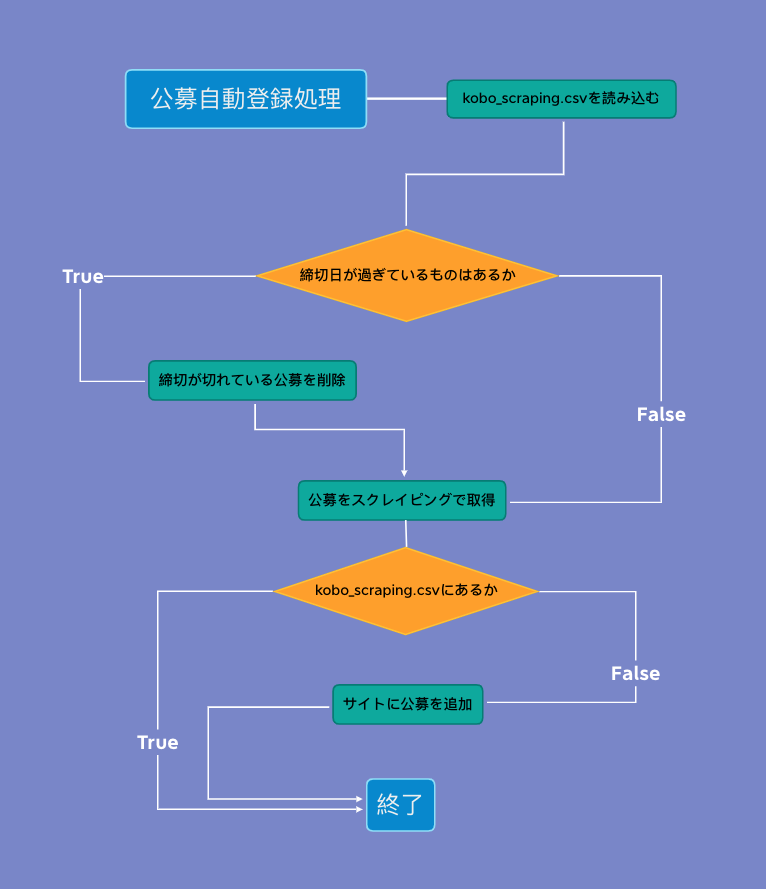 公募自動登録処理
kobo_scraping.csvを読み込む
締切日が過ぎているものはあるか
True
締切が切れている公募を削除
False
公募をスクレイピングで取得
kobo_scraping.csvにあるか
False
サイトに公募を追加
True
終了